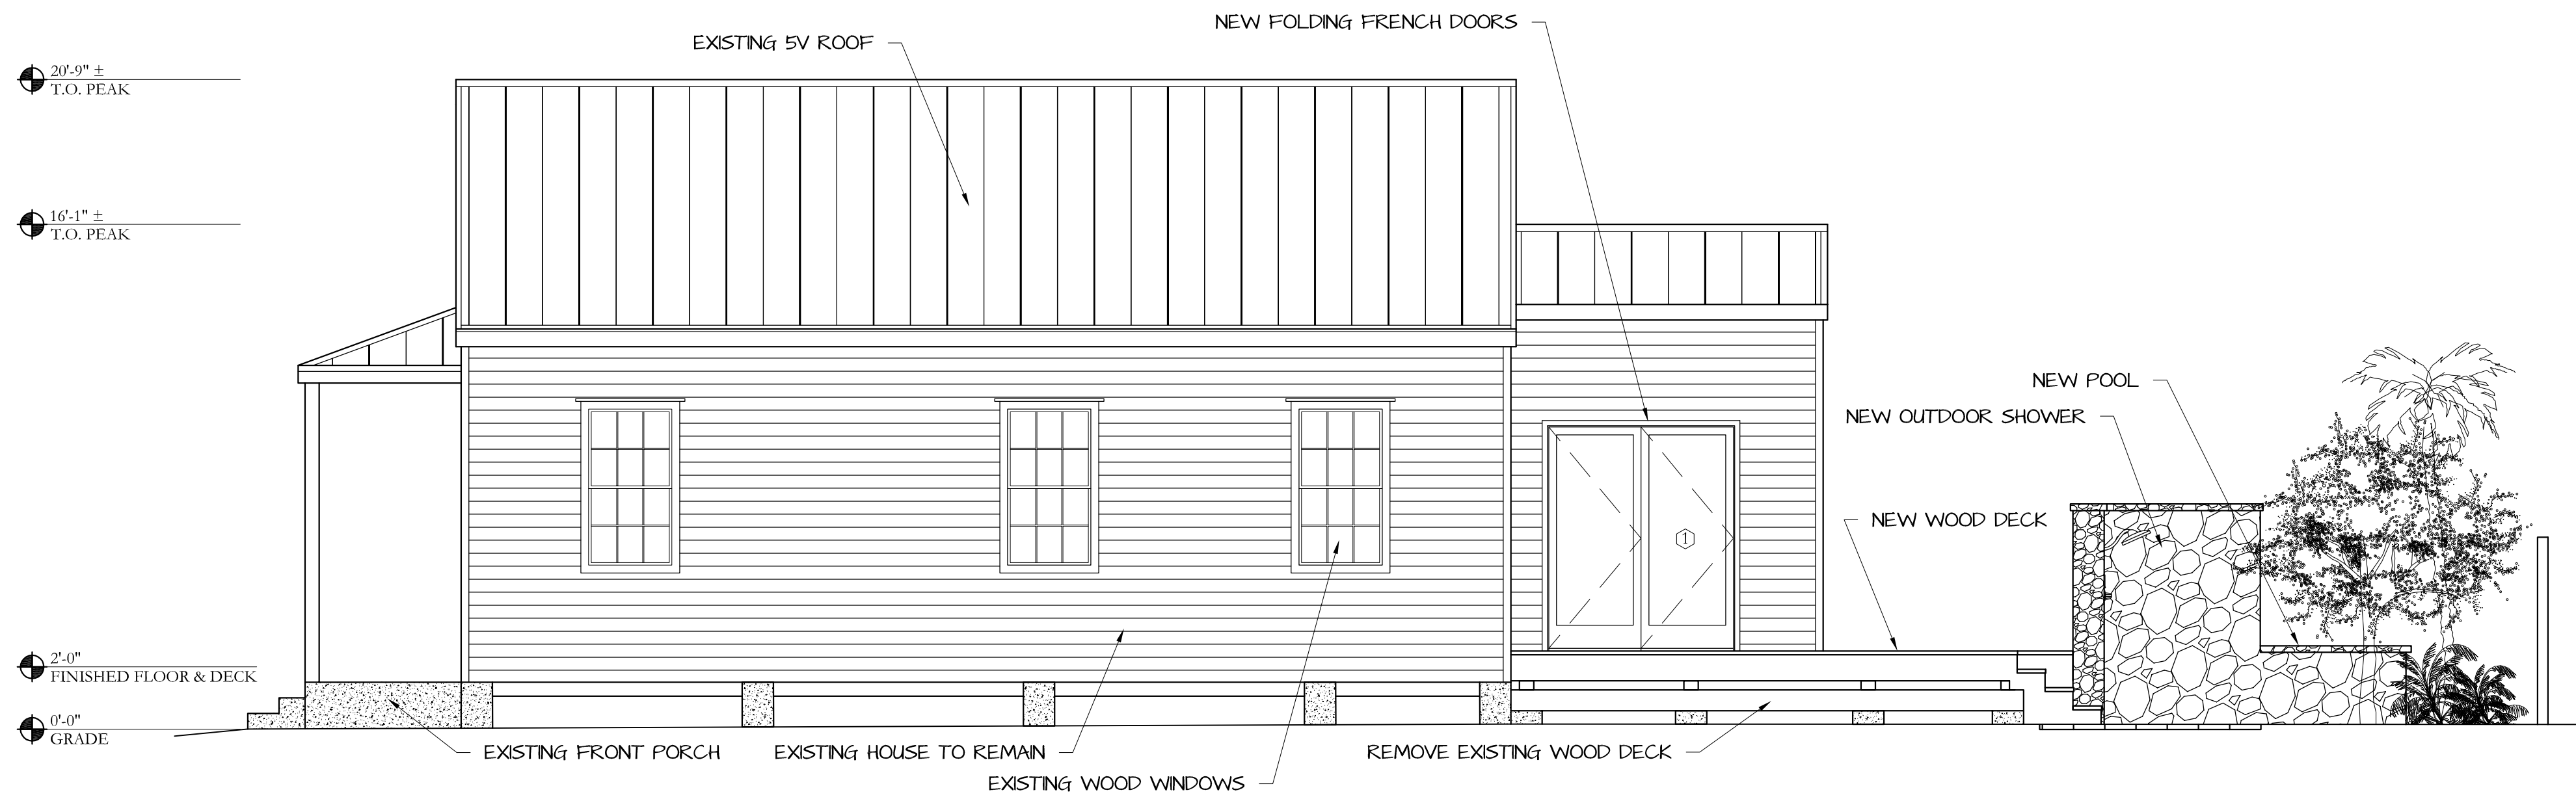 NEW FOLDING FRENCH DOORS
EXISTING 5V ROOF
20'-9" ±
T.O. PEAK
16'-1" ±
T.O. PEAK
NEW POOL
NEW OUTDOOR SHOWER
NEW WOOD DECK
1
2'-0"
FINISHED FLOOR & DECK
0'-0"
GRADE
EXISTING FRONT PORCH
EXISTING HOUSE TO REMAIN
REMOVE EXISTING WOOD DECK
EXISTING WOOD WINDOWS